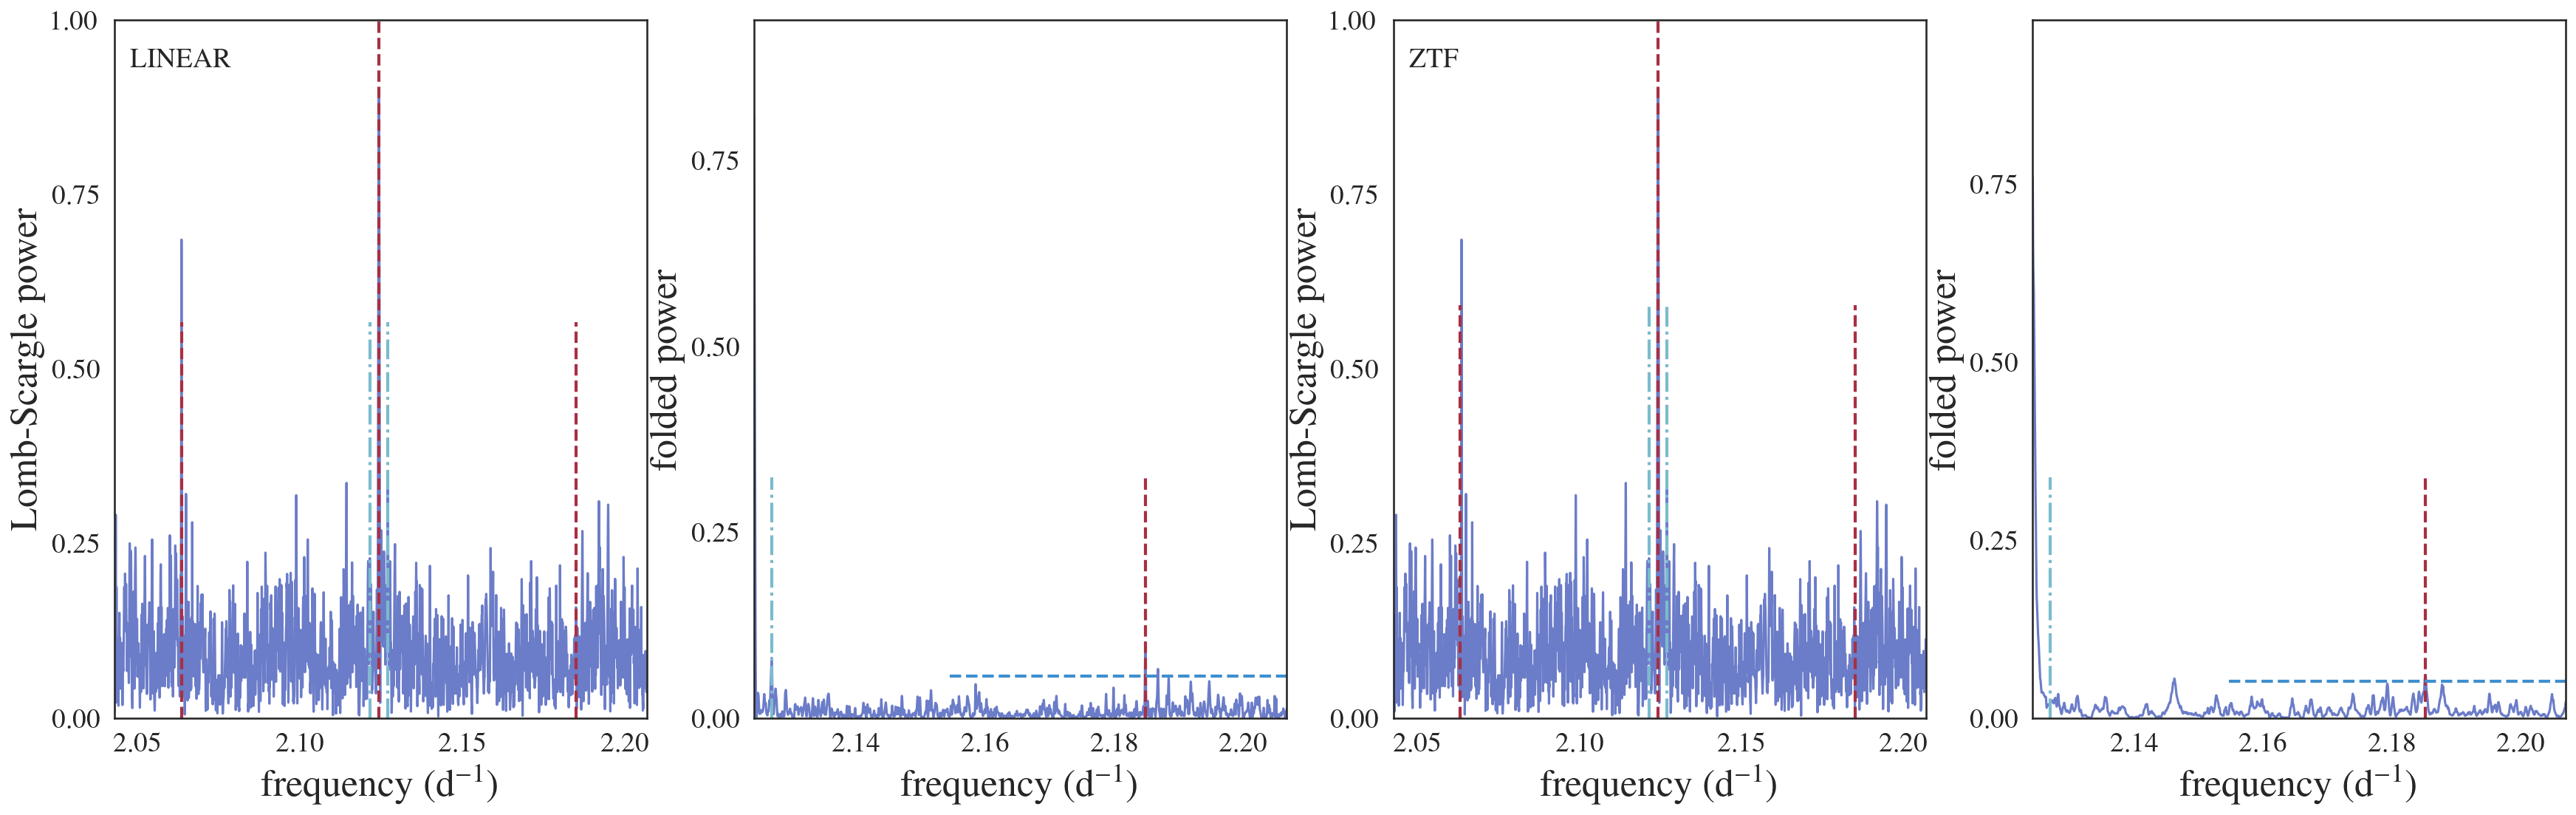 LINEAR
Lomb-Scargle power
1.00
0.75
0.50
0.25
0.00
2.05 2.10 2.15 2.20
frequency (d⁻¹)
folded power
0.75
0.50
0.25
0.00
2.14 2.16 2.18 2.20
frequency (d⁻¹)
ZTF
Lomb-Scargle power
1.00
0.75
0.50
0.25
0.00
2.05 2.10 2.15 2.20
frequency (d⁻¹)
folded power
0.75
0.50
0.25
0.00
2.14 2.16 2.18 2.20
frequency (d⁻¹)